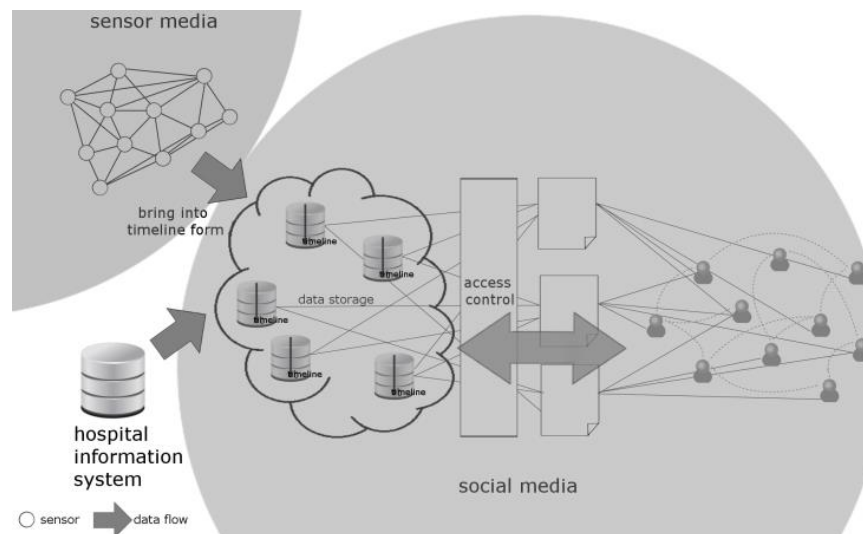 sensor media
bring into
timeline form
timeline
timeline
timeline
data storage
timeline
timeline
access
control
hospital
information
system
social media
sensor
data flow